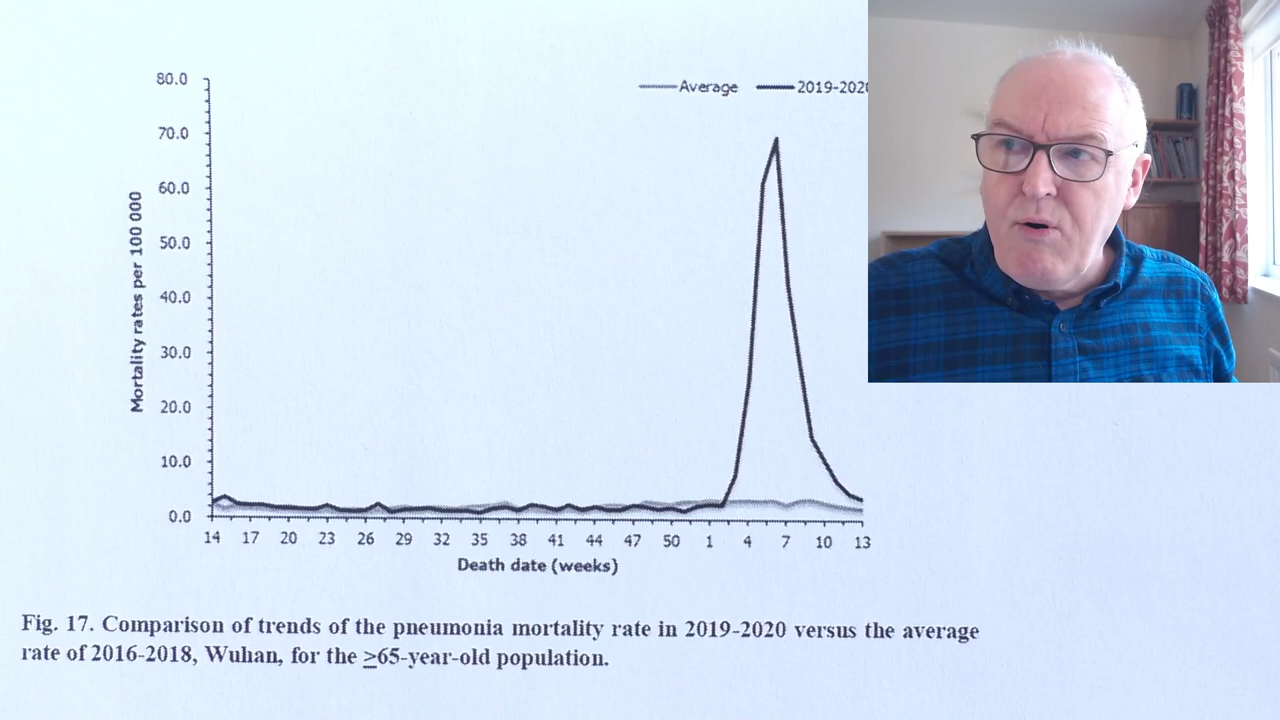 80.0
Average 2019-202
70.0
60.0
50.0
40.0
30.0
20.0
10.0
0.0
Mortality rates per 100 000
14 17 20 23 26 29 32 35 38 41 44 47 50 1 4 7 10 13
Death date (weeks)
Fig. 17. Comparison of trends of the pneumonia mortality rate in 2019-2020 versus the average
rate of 2016-2018, Wuhan, for the ≥65-year-old population.